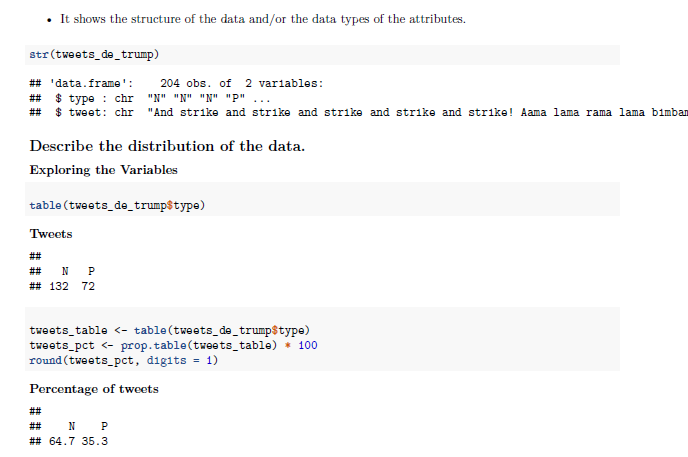 • It shows the structure of the data and/or the data types of the attributes.
str(tweets_de_trump)
## 'data.frame':    204 obs. of  2 variables:
##  $ type : chr  "N" "N" "N" "P" ...
##  $ tweet: chr  "And strike and strike and strike and strike and strike! Aama lama rama lama bimbam
Describe the distribution of the data.
Exploring the Variables
table(tweets_de_trump$type)
Tweets
##
##   N   P
## 132  72
tweets_table <- table(tweets_de_trump$type)
tweets_pct <- prop.table(tweets_table) * 100
round(tweets_pct, digits = 1)
Percentage of tweets
##
##    N    P
## 64.7 35.3